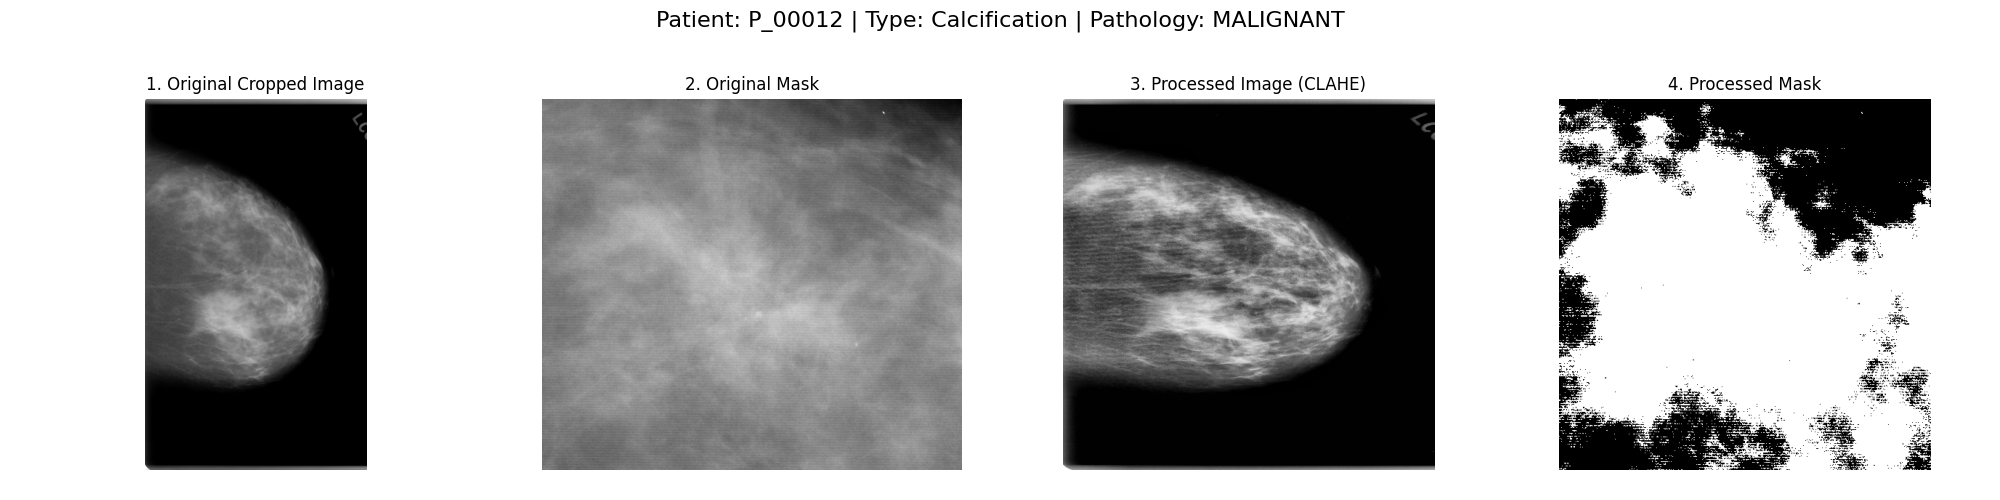 Patient: P_00012 | Type: Calcification | Pathology: MALIGNANT
1. Original Cropped Image
2. Original Mask
3. Processed Image (CLAHE)
4. Processed Mask